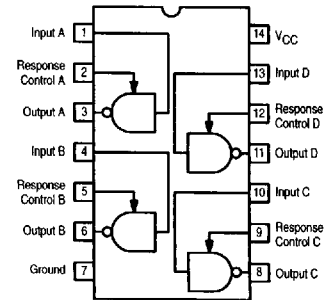 Input A 1
Response
Control A 2
Output A 3
Input B 4
Response
Control B 5
Output B 6
Ground 7
14 VCC
13 Input D
12 Response
Control D
11 Output D
10 Input C
9 Response
Control C
8 Output C